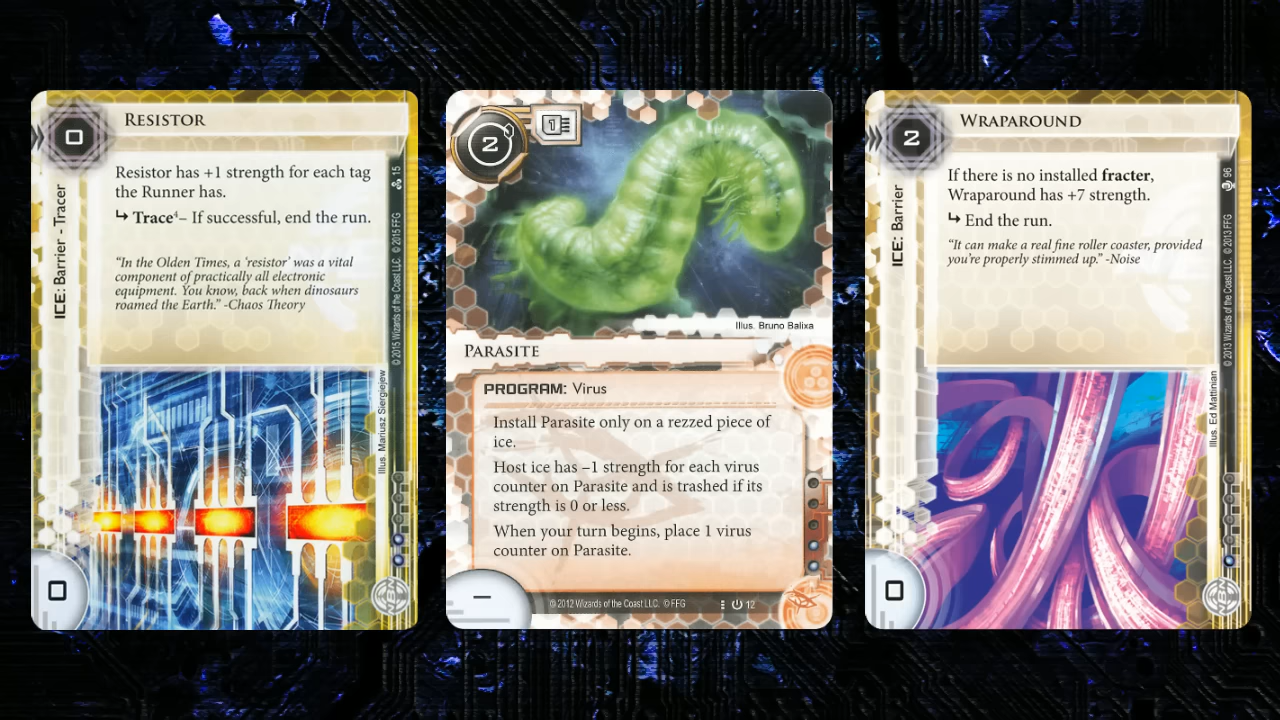 0
RESISTOR
Resistor has +1 strength for each tag
the Runner has.
↳ Trace⁴– If successful, end the run.
"In the Olden Times, a 'resistor' was a vital
component of practically all electronic
equipment. You know, back when dinosaurs
roamed the Earth." -Chaos Theory
ICE: Barrier - Tracer
© 2015 Wizards of the Coast LLC. © 2015 FFG
15
Illus. Mariusz Siergiejew
0
2
1
Illus. Bruno Balixa
PARASITE
PROGRAM: Virus
Install Parasite only on a rezzed piece of
ice.
Host ice has –1 strength for each virus
counter on Parasite and is trashed if its
strength is 0 or less.
When your turn begins, place 1 virus
counter on Parasite.
–
© 2012 Wizards of the Coast LLC. © FFG
12
2
WRAPAROUND
If there is no installed fracter,
Wraparound has +7 strength.
↳ End the run.
"It can make a real fine roller coaster, provided
you're properly stimmed up." -Noise
ICE: Barrier
© 2013 Wizards of the Coast LLC. © 2013 FFG
96
Illus. Ed Mattinian
0